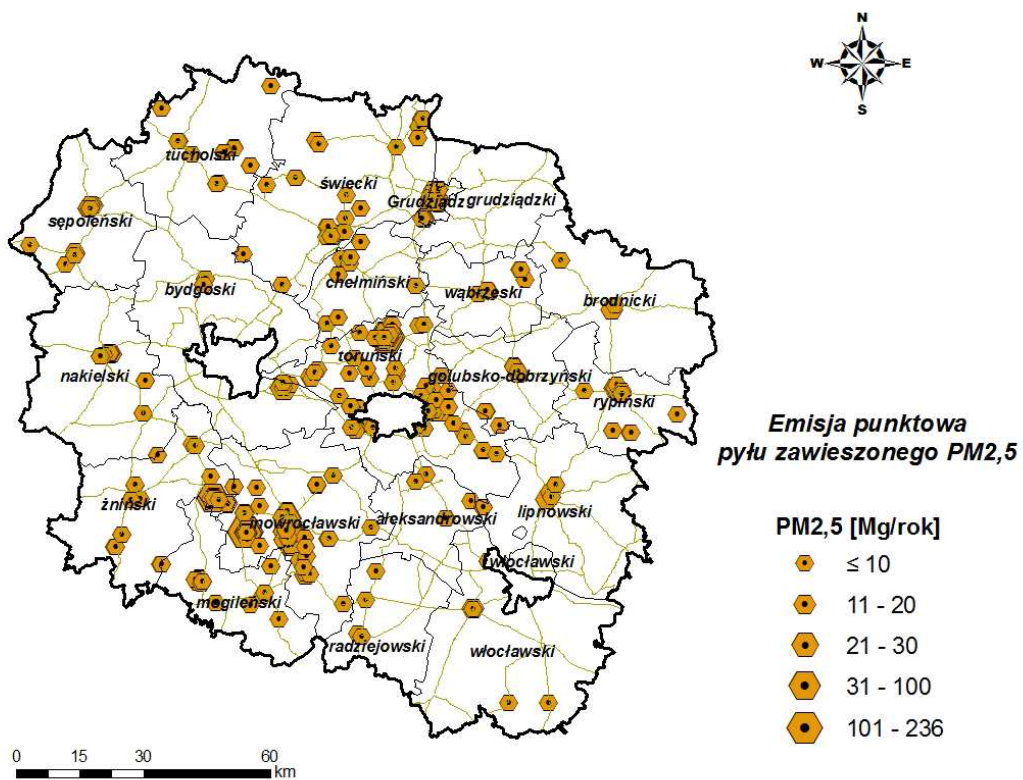 N
W E
S
tucholski
świecki
Grudziądz grudziądzki
sępoleński
bydgoski
chełmiński
wąbrzeski
brodnicki
toruński
nakielski
golubsko-dobrzyński
rypiński
Emisja punktowa
pyłu zawieszonego PM2,5
żniński
inowrocławski
aleksandrowski
lipnowski
PM2,5 [Mg/rok]
≤ 10
11 - 20
21 - 30
31 - 100
101 - 236
mogileński
radziejowski
włocławski
0 15 30 60
km